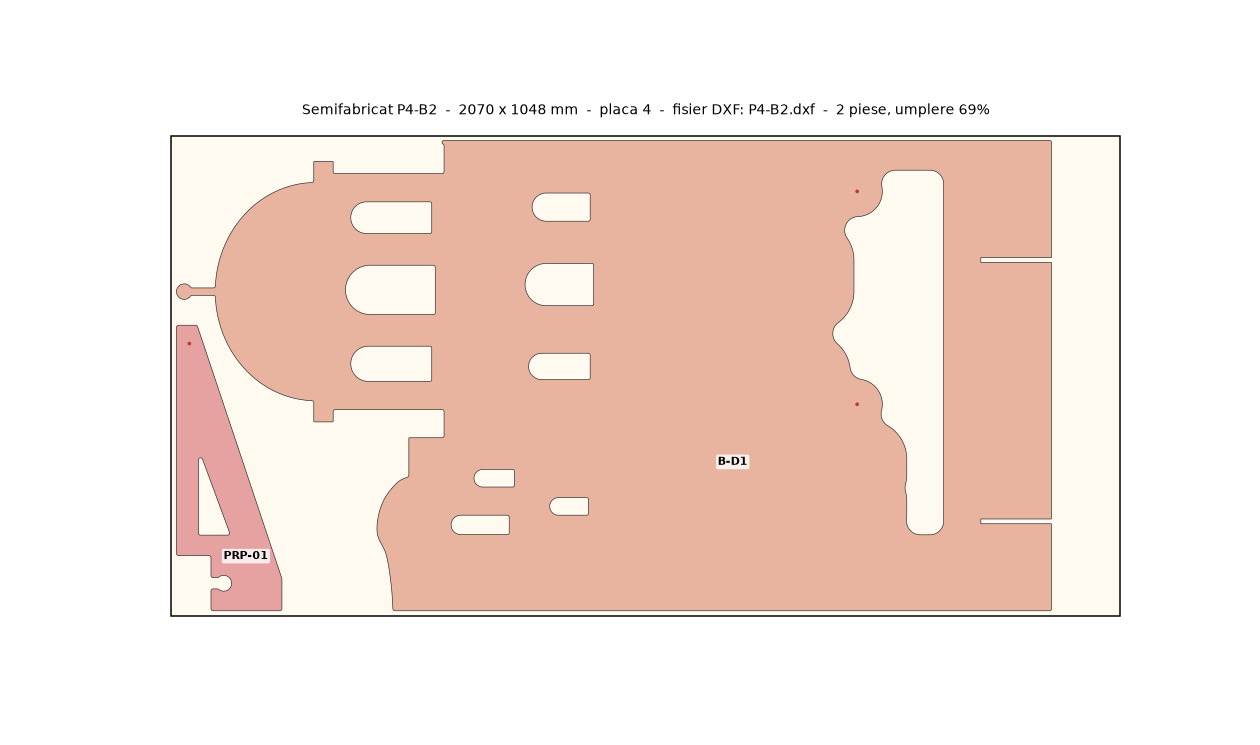 Semifabricat P4-B2 - 2070 x 1048 mm - placa 4 - fisier DXF: P4-B2.dxf - 2 piese, umplere 69%
B-D1
PRP-01